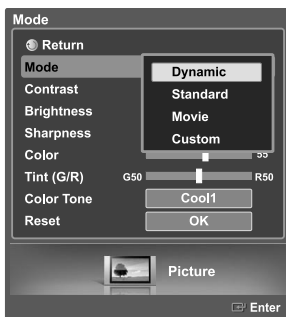 Mode
Return
Mode
Dynamic
Contrast
Standard
Brightness
Movie
Sharpness
Custom
Color
55
Tint (G/R) G50 R50
Color Tone Cool1
Reset OK
Picture
Enter